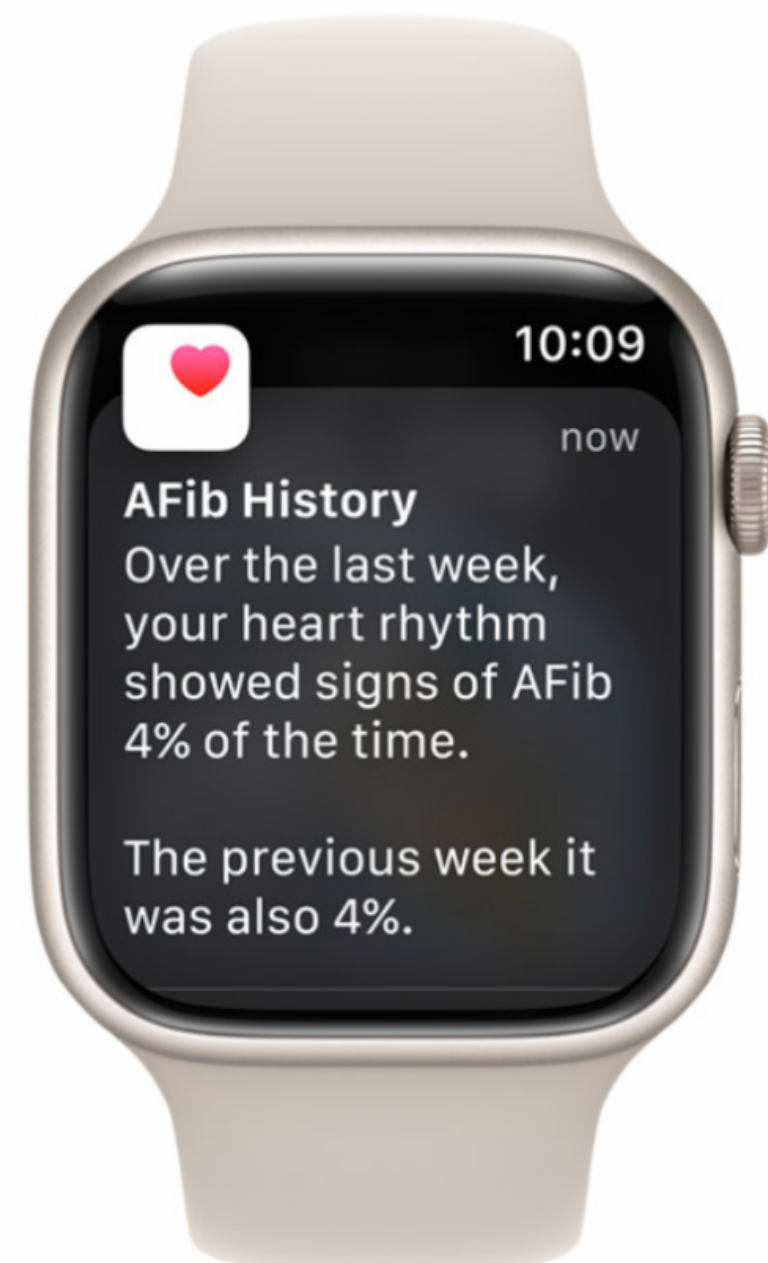 10:09
now
AFib History
Over the last week,
your heart rhythm
showed signs of AFib
4% of the time.
The previous week it
was also 4%.